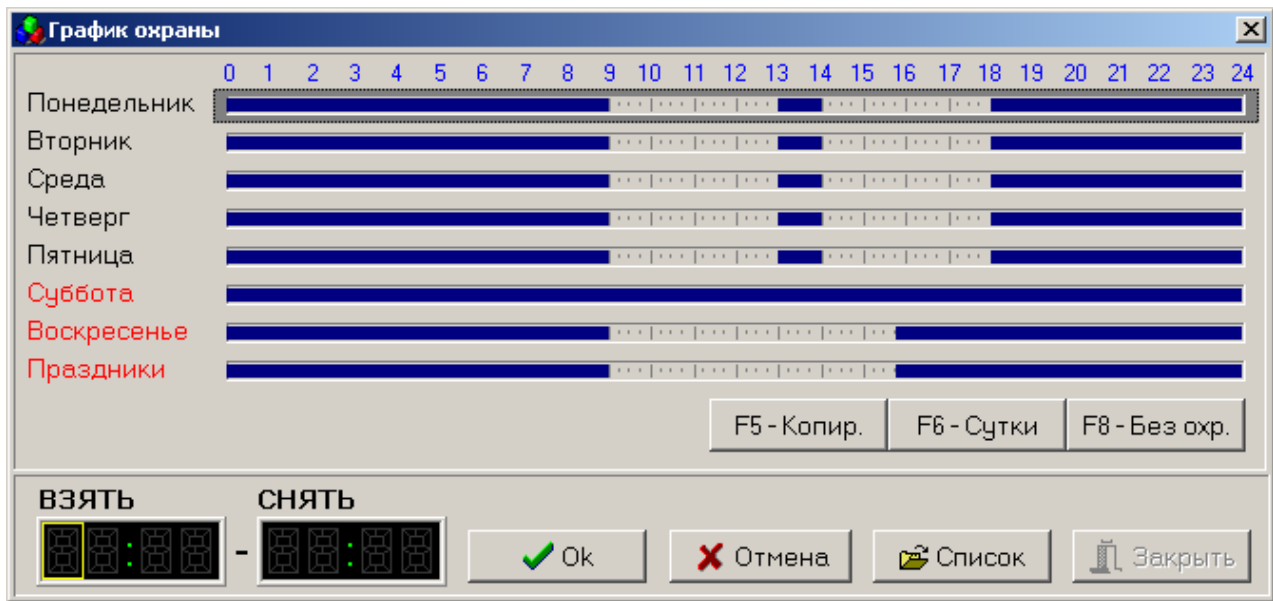 График охраны
0 1 2 3 4 5 6 7 8 9 10 11 12 13 14 15 16 17 18 19 20 21 22 23 24
Понедельник
Вторник
Среда
Четверг
Пятница
Суббота
Воскресенье
Праздники
F5 - Копир. F6 - Сутки F8 - Без охр.
ВЗЯТЬ СНЯТЬ
: - : Ok Отмена Список Закрыть